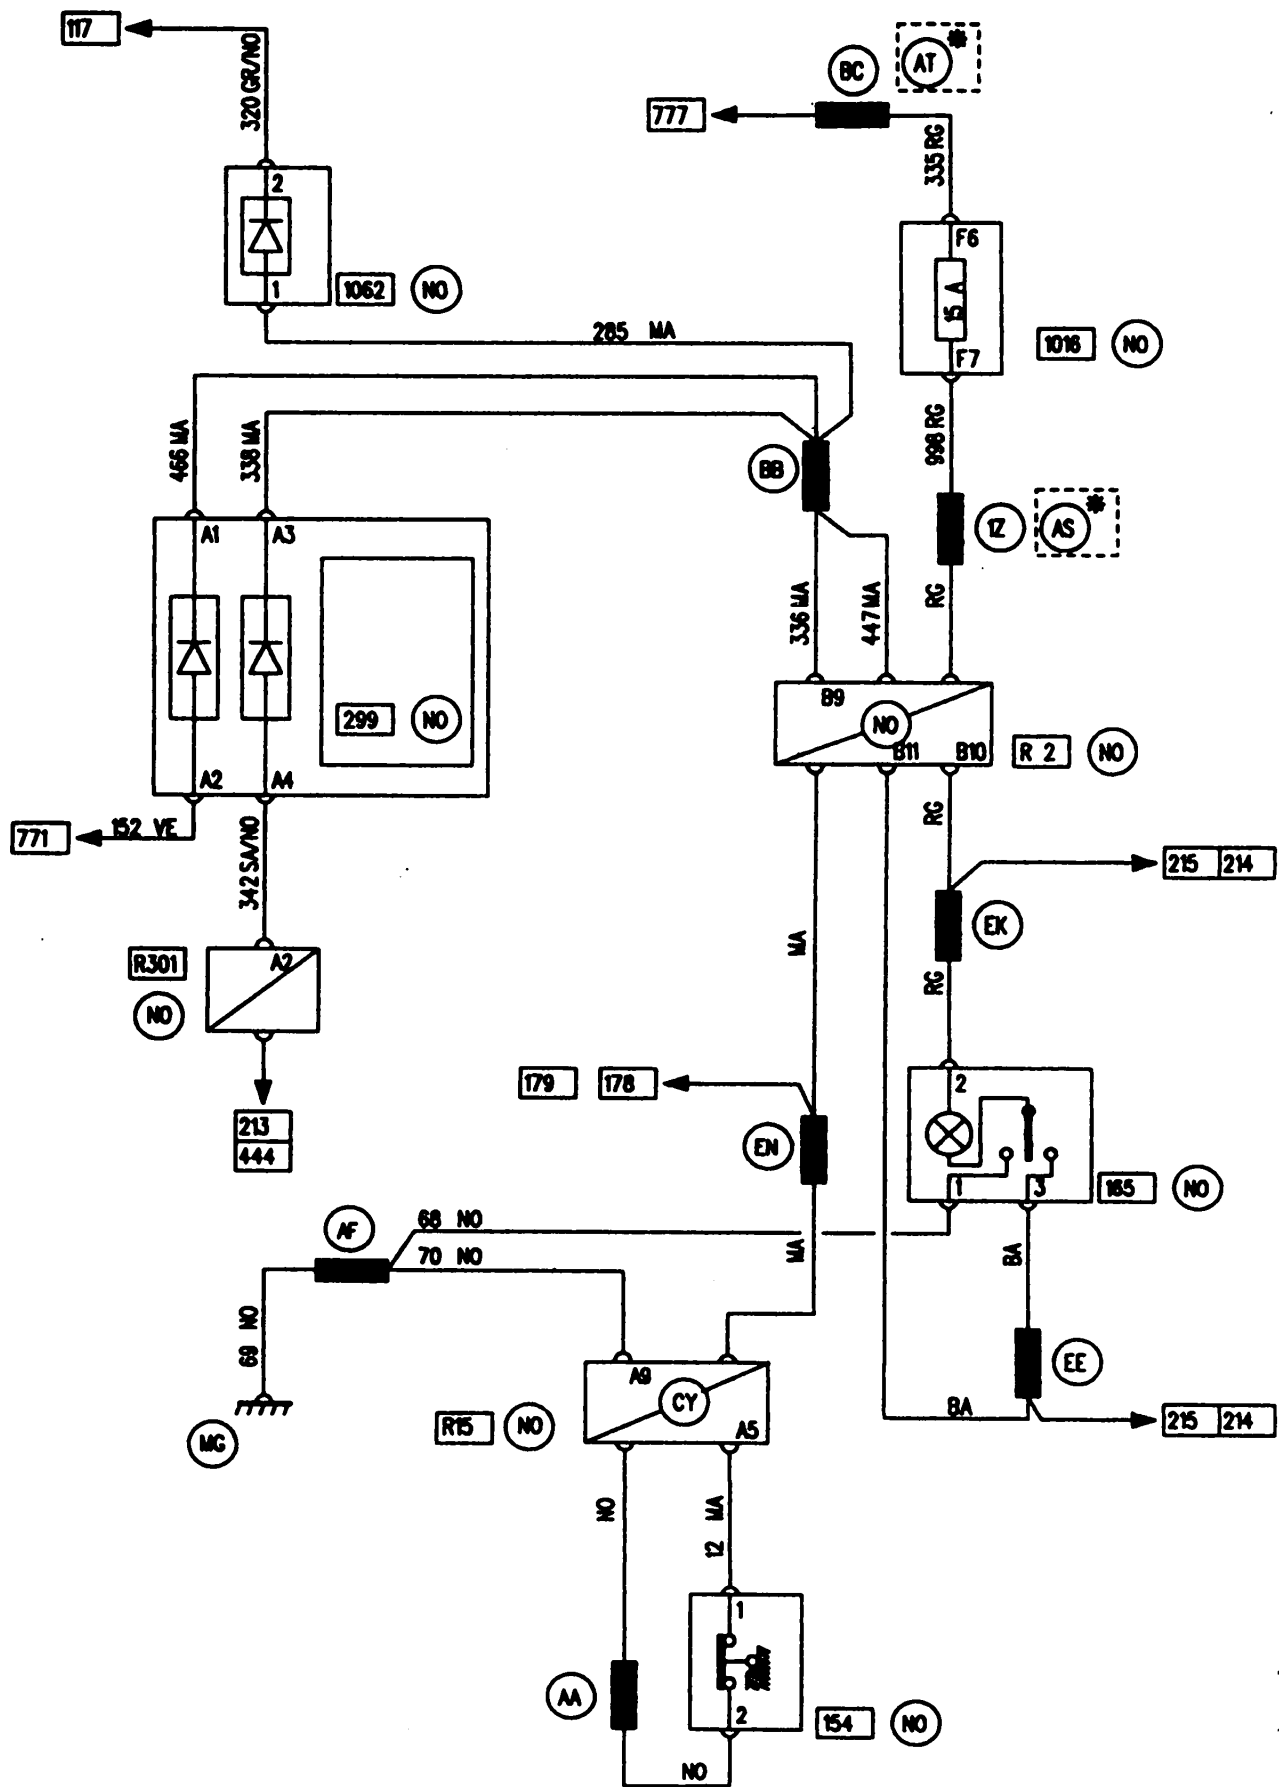 117
320 GR/NO
2
1
1062 NO
BC AT*
777
335 RG
F6
15 A
F7
1016 NO
285 MA
466 MA
338 MA
BB
998 RG
1Z AS*
A1 A3
299 NO
A2 A4
336 MA
447 MA
RG
B9
NO
B11 B10
R 2 NO
771
152 VE
342 SA/NO
RG
215 214
EK
R301
A2
NO
MA
RG
213
444
179 178
EN
2
1 3
165 NO
AF
68 NO
70 NO
MA
BA
69 NO
MG
A9
CY
A5
R15 NO
EE
BA
215 214
NO
12 MA
1
2
AA
154 NO
NO